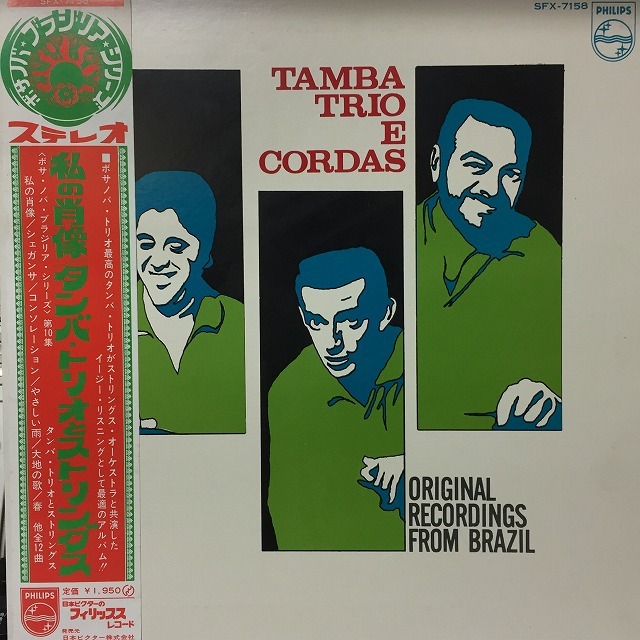 SFX-7158
ボサノバ・ブラジリア・シリーズ
ステレオ
■ボサノバ・トリオ最高のタンバ・トリオがストリングス・オーケストラと共演した
イージー・リスニングとして最適のアルバム!!
私の肖像 タンバ・トリオとストリングス
タンバ・トリオとストリングス
<ボサ・ノバ・ブラジリア・シリーズ>第10集
私の肖像/シェガンサ/コンソレーション/やさしい雨/大地の歌/春 他全12曲
定価 ¥1,950
PHILIPS
日本ビクターの
フィリップス
レコード
発売元
日本ビクター株式会社
TAMBA
TRIO
E
CORDAS
SFX-7158
PHILIPS
ORIGINAL
RECORDINGS
FROM BRAZIL